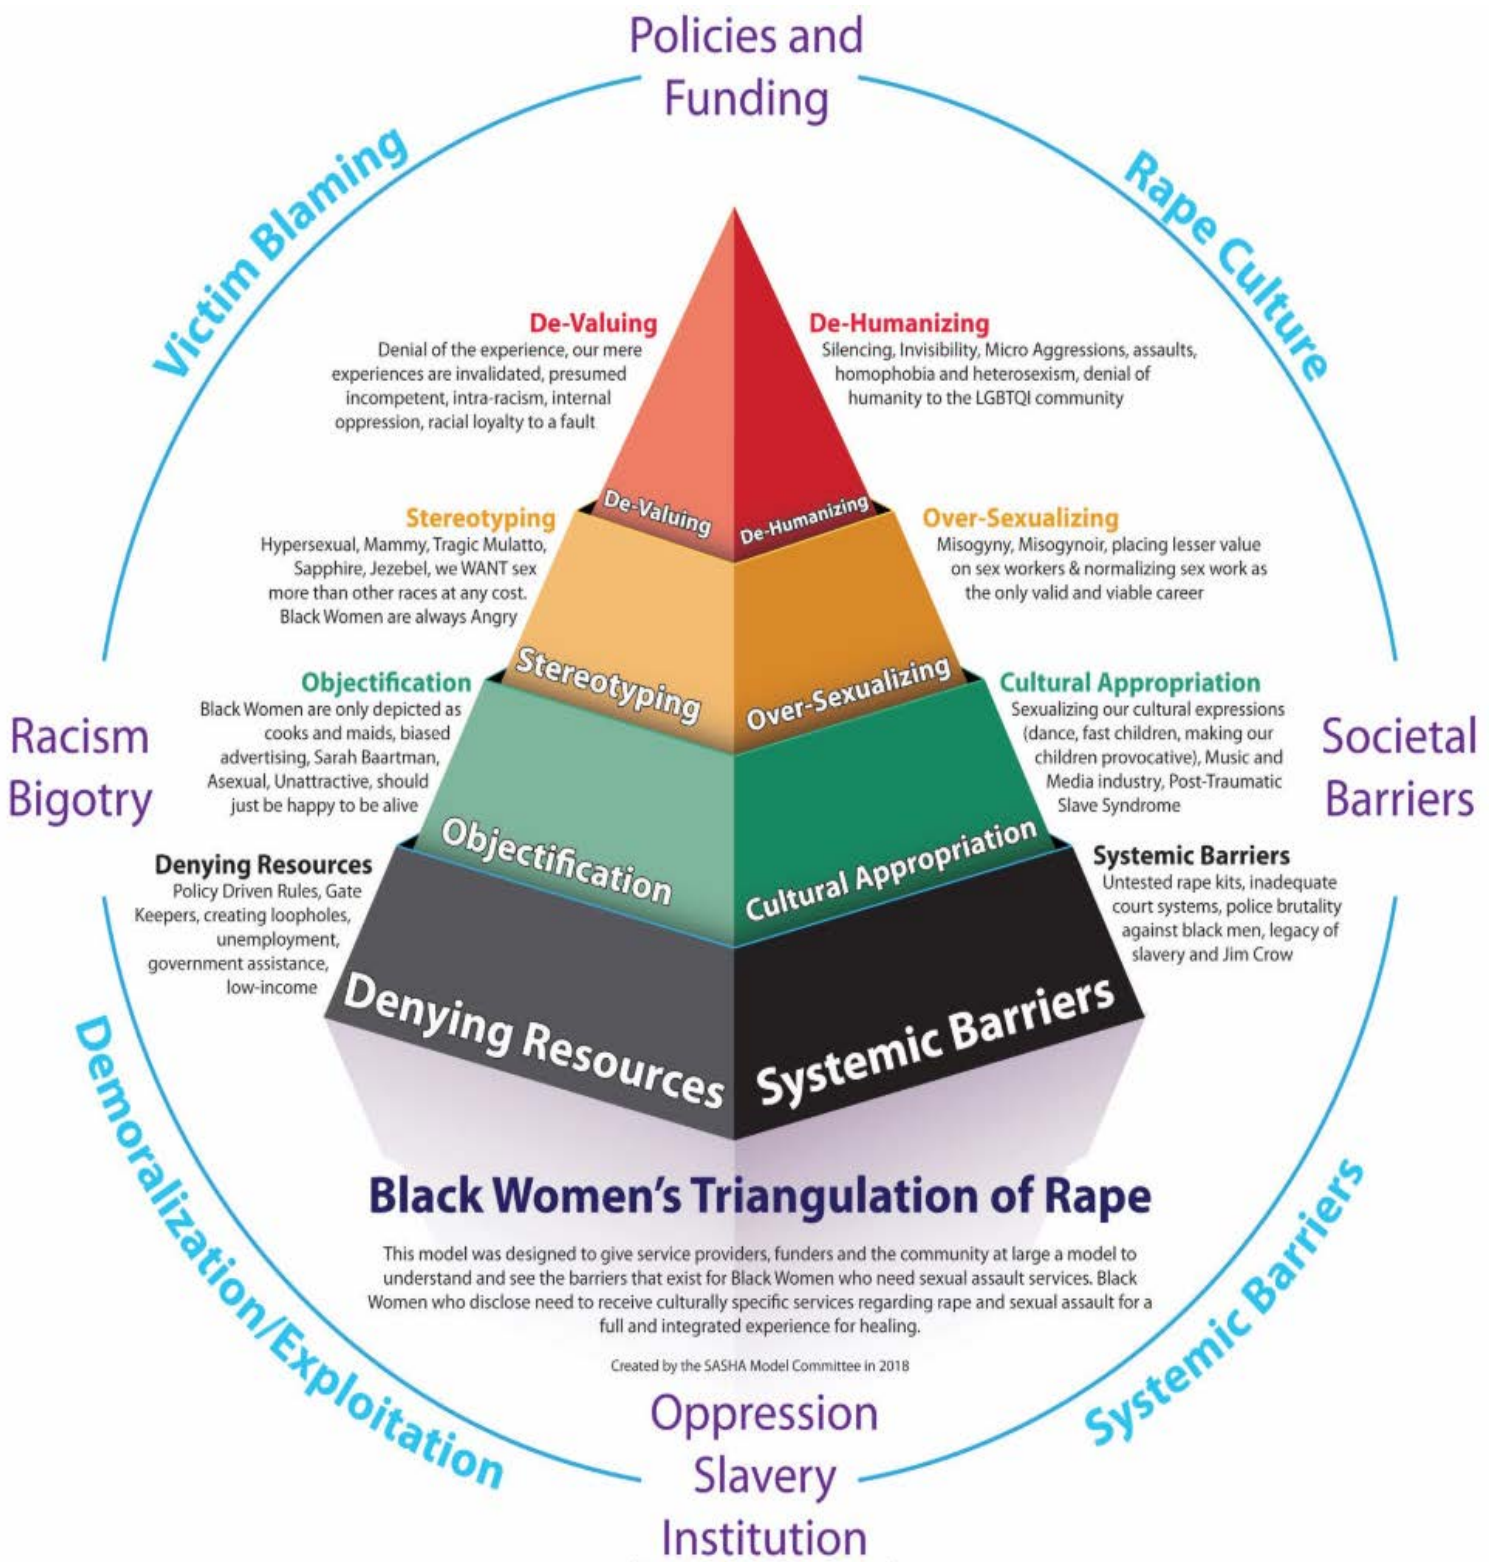 Policies and
Funding
Victim Blaming
Rape Culture
De-Valuing
Denial of the experience, our mere
experiences are invalidated, presumed
incompetent, intra-racism, internal
oppression, racial loyalty to a fault
De-Humanizing
Silencing, Invisibility, Micro Aggressions, assaults,
homophobia and heterosexism, denial of
humanity to the LGBTQI community
De-Valuing
De-Humanizing
Stereotyping
Hypersexual, Mammy, Tragic Mulatto,
Sapphire, Jezebel, we WANT sex
more than other races at any cost.
Black Women are always Angry
Over-Sexualizing
Misogyny, Misogynoir, placing lesser value
on sex workers & normalizing sex work as
the only valid and viable career
Stereotyping
Over-Sexualizing
Objectification
Black Women are only depicted as
cooks and maids, biased
advertising, Sarah Baartman,
Asexual, Unattractive, should
just be happy to be alive
Cultural Appropriation
Sexualizing our cultural expressions
(dance, fast children, making our
children provocative), Music and
Media industry, Post-Traumatic
Slave Syndrome
Racism
Bigotry
Societal
Barriers
Objectification
Cultural Appropriation
Denying Resources
Policy Driven Rules, Gate
Keepers, creating loopholes,
unemployment,
government assistance,
low-income
Systemic Barriers
Untested rape kits, inadequate
court systems, police brutality
against black men, legacy of
slavery and Jim Crow
Denying Resources
Systemic Barriers
Demoralization/Exploitation
Systemic Barriers
Black Women's Triangulation of Rape
This model was designed to give service providers, funders and the community at large a model to
understand and see the barriers that exist for Black Women who need sexual assault services. Black
Women who disclose need to receive culturally specific services regarding rape and sexual assault for a
full and integrated experience for healing.
Created by the SASHA Model Committee in 2018
Oppression
Slavery
Institution